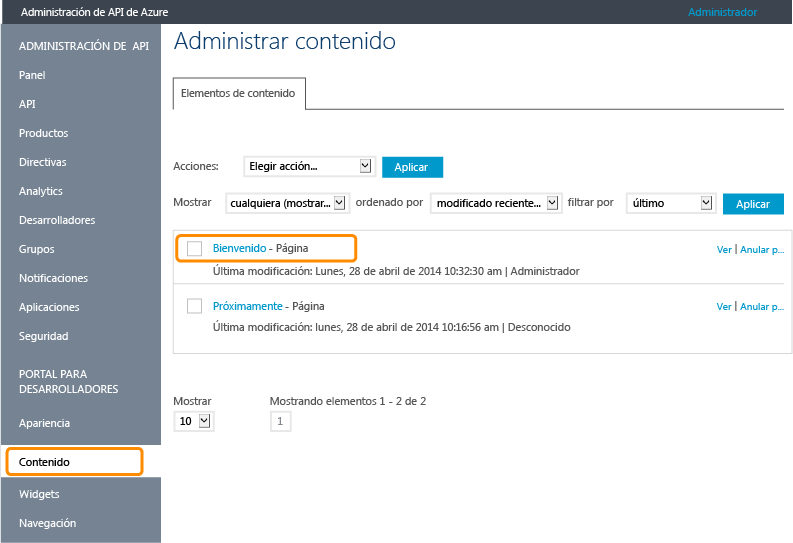 Administración de API de Azure
Administrador
ADMINISTRACIÓN DE API
Panel
API
Productos
Directivas
Analytics
Desarrolladores
Grupos
Notificaciones
Aplicaciones
Seguridad
PORTAL PARA
DESARROLLADORES
Apariencia
Contenido
Widgets
Navegación
Administrar contenido
Elementos de contenido
Acciones: Elegir acción... Aplicar
Mostrar cualquiera (mostrar... ordenado por modificado reciente... filtrar por último Aplicar
Bienvenido - Página Ver | Anular p...
Última modificación: Lunes, 28 de abril de 2014 10:32:30 am | Administrador
Próximamente - Página Ver | Anular p...
Última modificación: lunes, 28 de abril de 2014 10:16:56 am | Desconocido
Mostrar Mostrando elementos 1 - 2 de 2
10 1